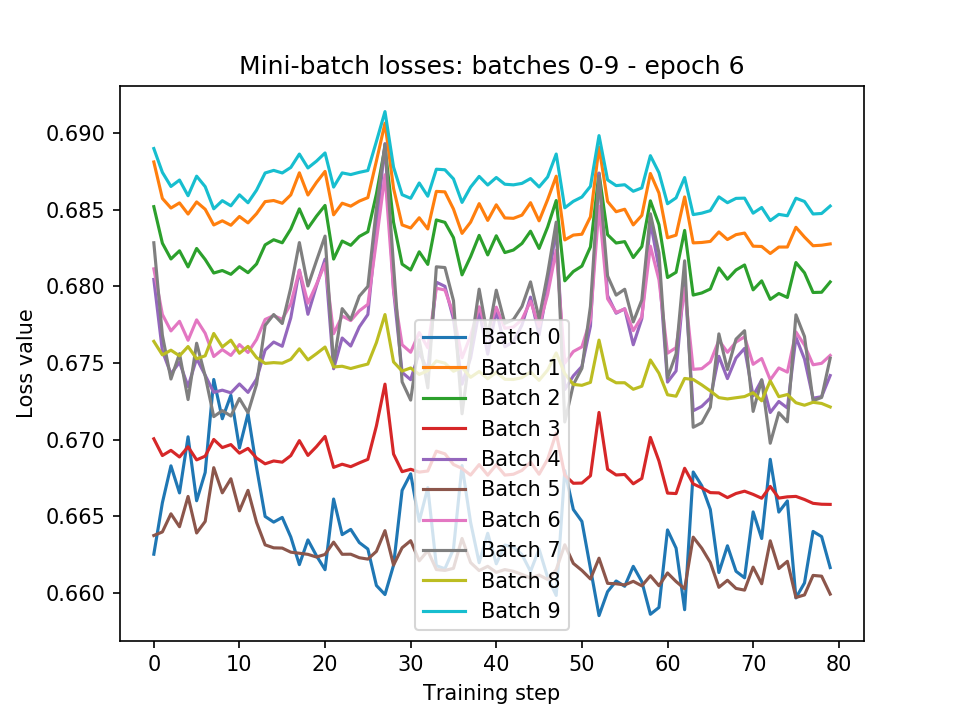 Mini-batch losses: batches 0-9 - epoch 6
Loss value
0.690
0.685
0.680
0.675
0.670
0.665
0.660
Batch 0
Batch 1
Batch 2
Batch 3
Batch 4
Batch 5
Batch 6
Batch 7
Batch 8
Batch 9
0 10 20 30 40 50 60 70 80
Training step